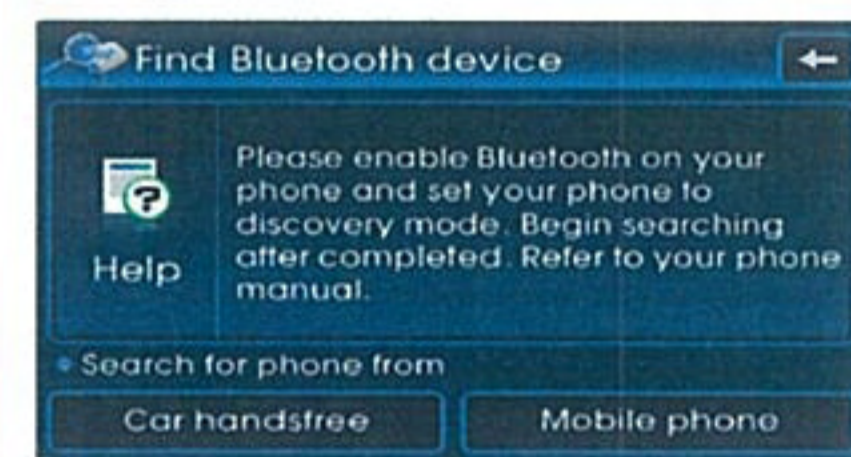 Find Bluetooth device
Please enable Bluetooth on your
phone and set your phone to
discovery mode. Begin searching
after completed. Refer to your phone
manual.
Help
Search for phone from
Car handsfree
Mobile phone